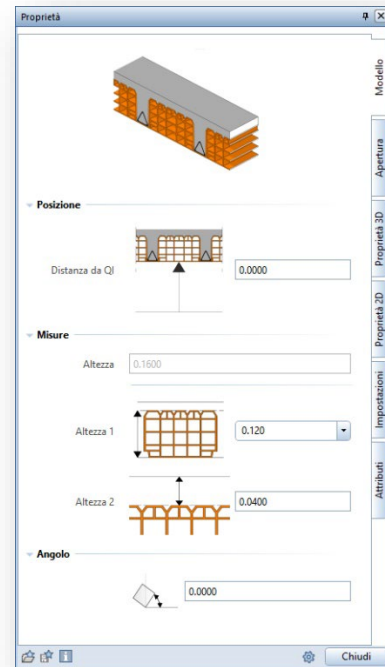 Proprietà
Modello
Apertura
Proprietà 3D
Proprietà 2D
Impostazioni
Attributi
Posizione
Distanza da QI
0.0000
Misure
Altezza
0.1600
Altezza 1
0.120
Altezza 2
0.0400
Angolo
0.0000
Chiudi